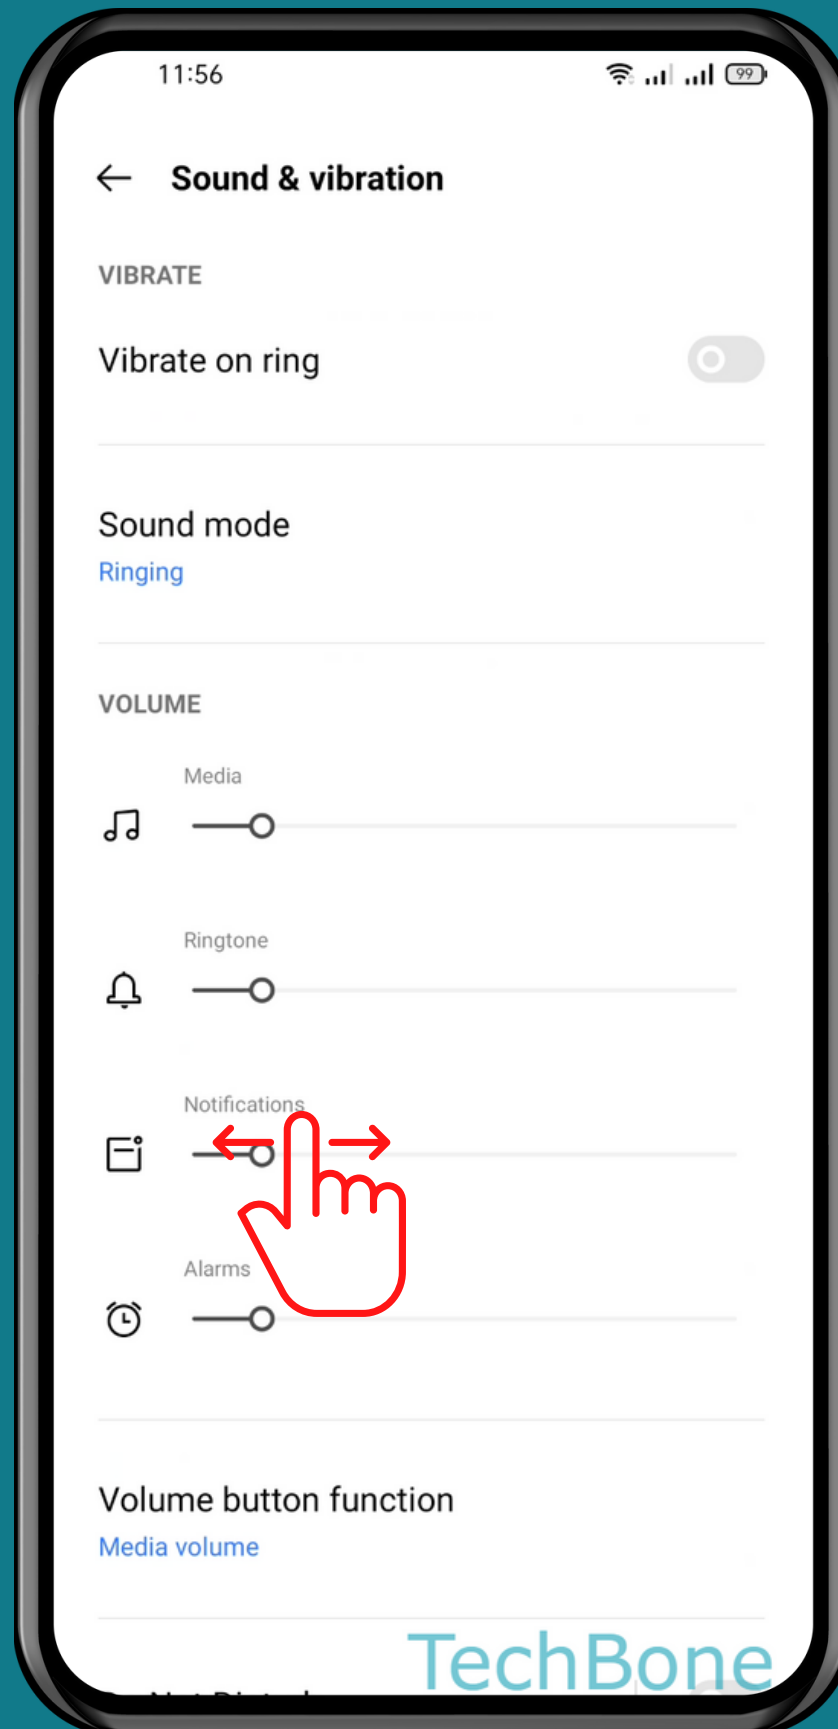 11:56
99
Sound & vibration
VIBRATE
Vibrate on ring
Sound mode
Ringing
VOLUME
Media
Ringtone
Notifications
Alarms
Volume button function
Media volume
TechBone